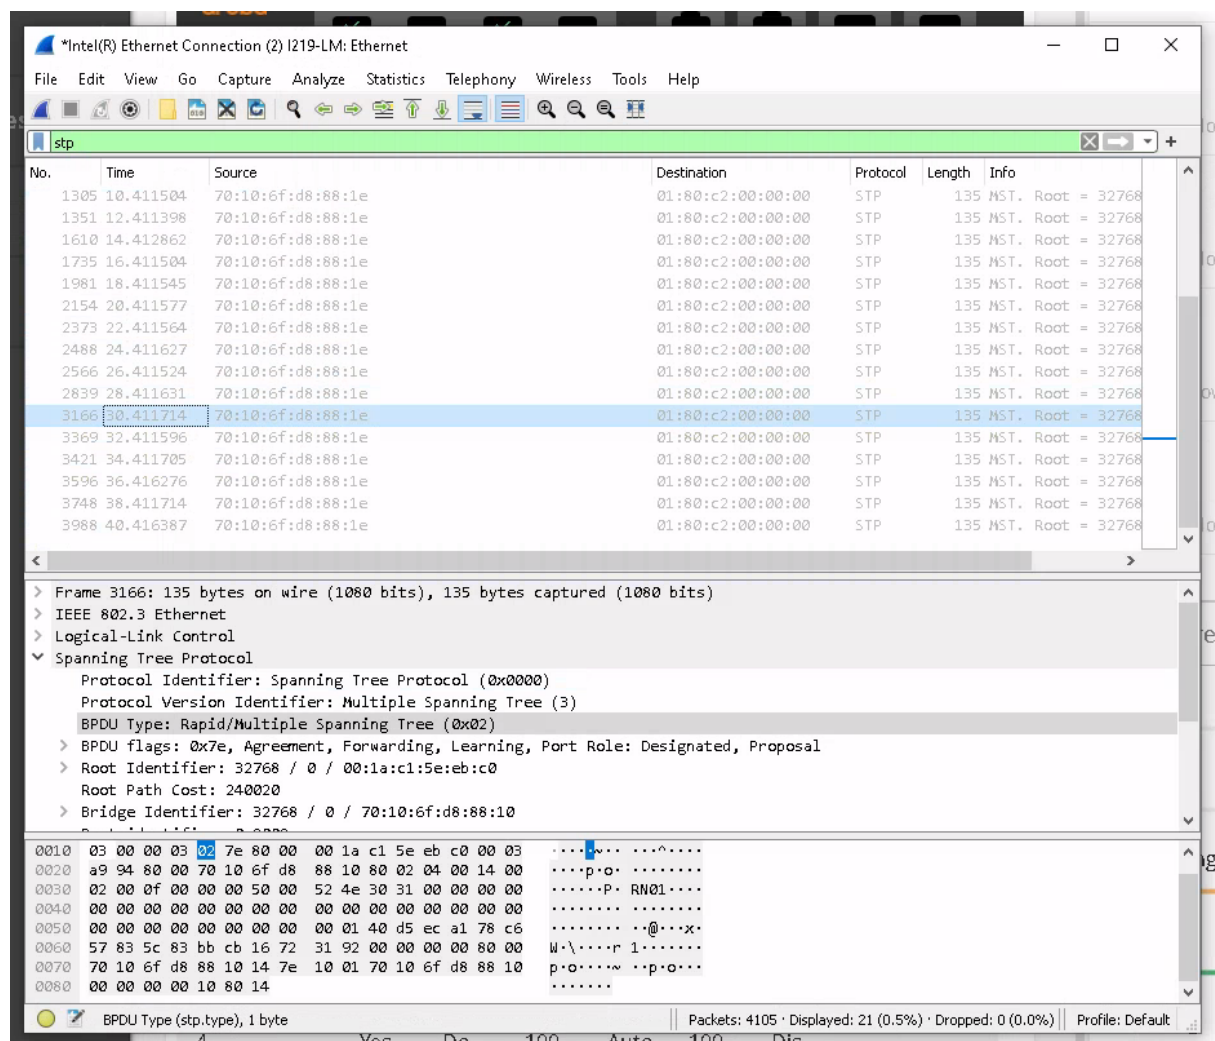 *Intel(R) Ethernet Connection (2) I219-LM: Ethernet
File Edit View Go Capture Analyze Statistics Telephony Wireless Tools Help
stp
No. Time Source Destination Protocol Length Info
1305 10.411504 70:10:6f:d8:88:1e 01:80:c2:00:00:00 STP 135 MST. Root = 32768
1351 12.411398 70:10:6f:d8:88:1e 01:80:c2:00:00:00 STP 135 MST. Root = 32768
1610 14.412862 70:10:6f:d8:88:1e 01:80:c2:00:00:00 STP 135 MST. Root = 32768
1735 16.411504 70:10:6f:d8:88:1e 01:80:c2:00:00:00 STP 135 MST. Root = 32768
1981 18.411545 70:10:6f:d8:88:1e 01:80:c2:00:00:00 STP 135 MST. Root = 32768
2154 20.411577 70:10:6f:d8:88:1e 01:80:c2:00:00:00 STP 135 MST. Root = 32768
2373 22.411564 70:10:6f:d8:88:1e 01:80:c2:00:00:00 STP 135 MST. Root = 32768
2488 24.411627 70:10:6f:d8:88:1e 01:80:c2:00:00:00 STP 135 MST. Root = 32768
2566 26.411524 70:10:6f:d8:88:1e 01:80:c2:00:00:00 STP 135 MST. Root = 32768
2839 28.411631 70:10:6f:d8:88:1e 01:80:c2:00:00:00 STP 135 MST. Root = 32768
3166 30.411714 70:10:6f:d8:88:1e 01:80:c2:00:00:00 STP 135 MST. Root = 32768
3369 32.411596 70:10:6f:d8:88:1e 01:80:c2:00:00:00 STP 135 MST. Root = 32768
3421 34.411705 70:10:6f:d8:88:1e 01:80:c2:00:00:00 STP 135 MST. Root = 32768
3596 36.416276 70:10:6f:d8:88:1e 01:80:c2:00:00:00 STP 135 MST. Root = 32768
3748 38.411714 70:10:6f:d8:88:1e 01:80:c2:00:00:00 STP 135 MST. Root = 32768
3988 40.416387 70:10:6f:d8:88:1e 01:80:c2:00:00:00 STP 135 MST. Root = 32768
Frame 3166: 135 bytes on wire (1080 bits), 135 bytes captured (1080 bits)
IEEE 802.3 Ethernet
Logical-Link Control
Spanning Tree Protocol
Protocol Identifier: Spanning Tree Protocol (0x0000)
Protocol Version Identifier: Multiple Spanning Tree (3)
BPDU Type: Rapid/Multiple Spanning Tree (0x02)
BPDU flags: 0x7e, Agreement, Forwarding, Learning, Port Role: Designated, Proposal
Root Identifier: 32768 / 0 / 00:1a:c1:5e:eb:c0
Root Path Cost: 240020
Bridge Identifier: 32768 / 0 / 70:10:6f:d8:88:10
0010 03 00 00 03 02 7e 80 00 00 1a c1 5e eb c0 00 03 ·····~·· ···^····
0020 a9 94 80 00 70 10 6f d8 88 10 80 02 04 00 14 00 ····p·o· ········
0030 02 00 0f 00 00 00 50 00 52 4e 30 31 00 00 00 00 ······P· RN01····
0040 00 00 00 00 00 00 00 00 00 00 00 00 00 00 00 00 ········ ········
0050 00 00 00 00 00 00 00 00 00 01 40 d5 ec a1 78 c6 ········ ··@···x·
0060 57 83 5c 83 bb cb 16 72 31 92 00 00 00 00 80 00 W·\····r 1·······
0070 70 10 6f d8 88 10 14 7e 10 01 70 10 6f d8 88 10 p·o····~ ··p·o···
0080 00 00 00 00 10 80 14 ·······
BPDU Type (stp.type), 1 byte Packets: 4105 · Displayed: 21 (0.5%) · Dropped: 0 (0.0%) Profile: Default